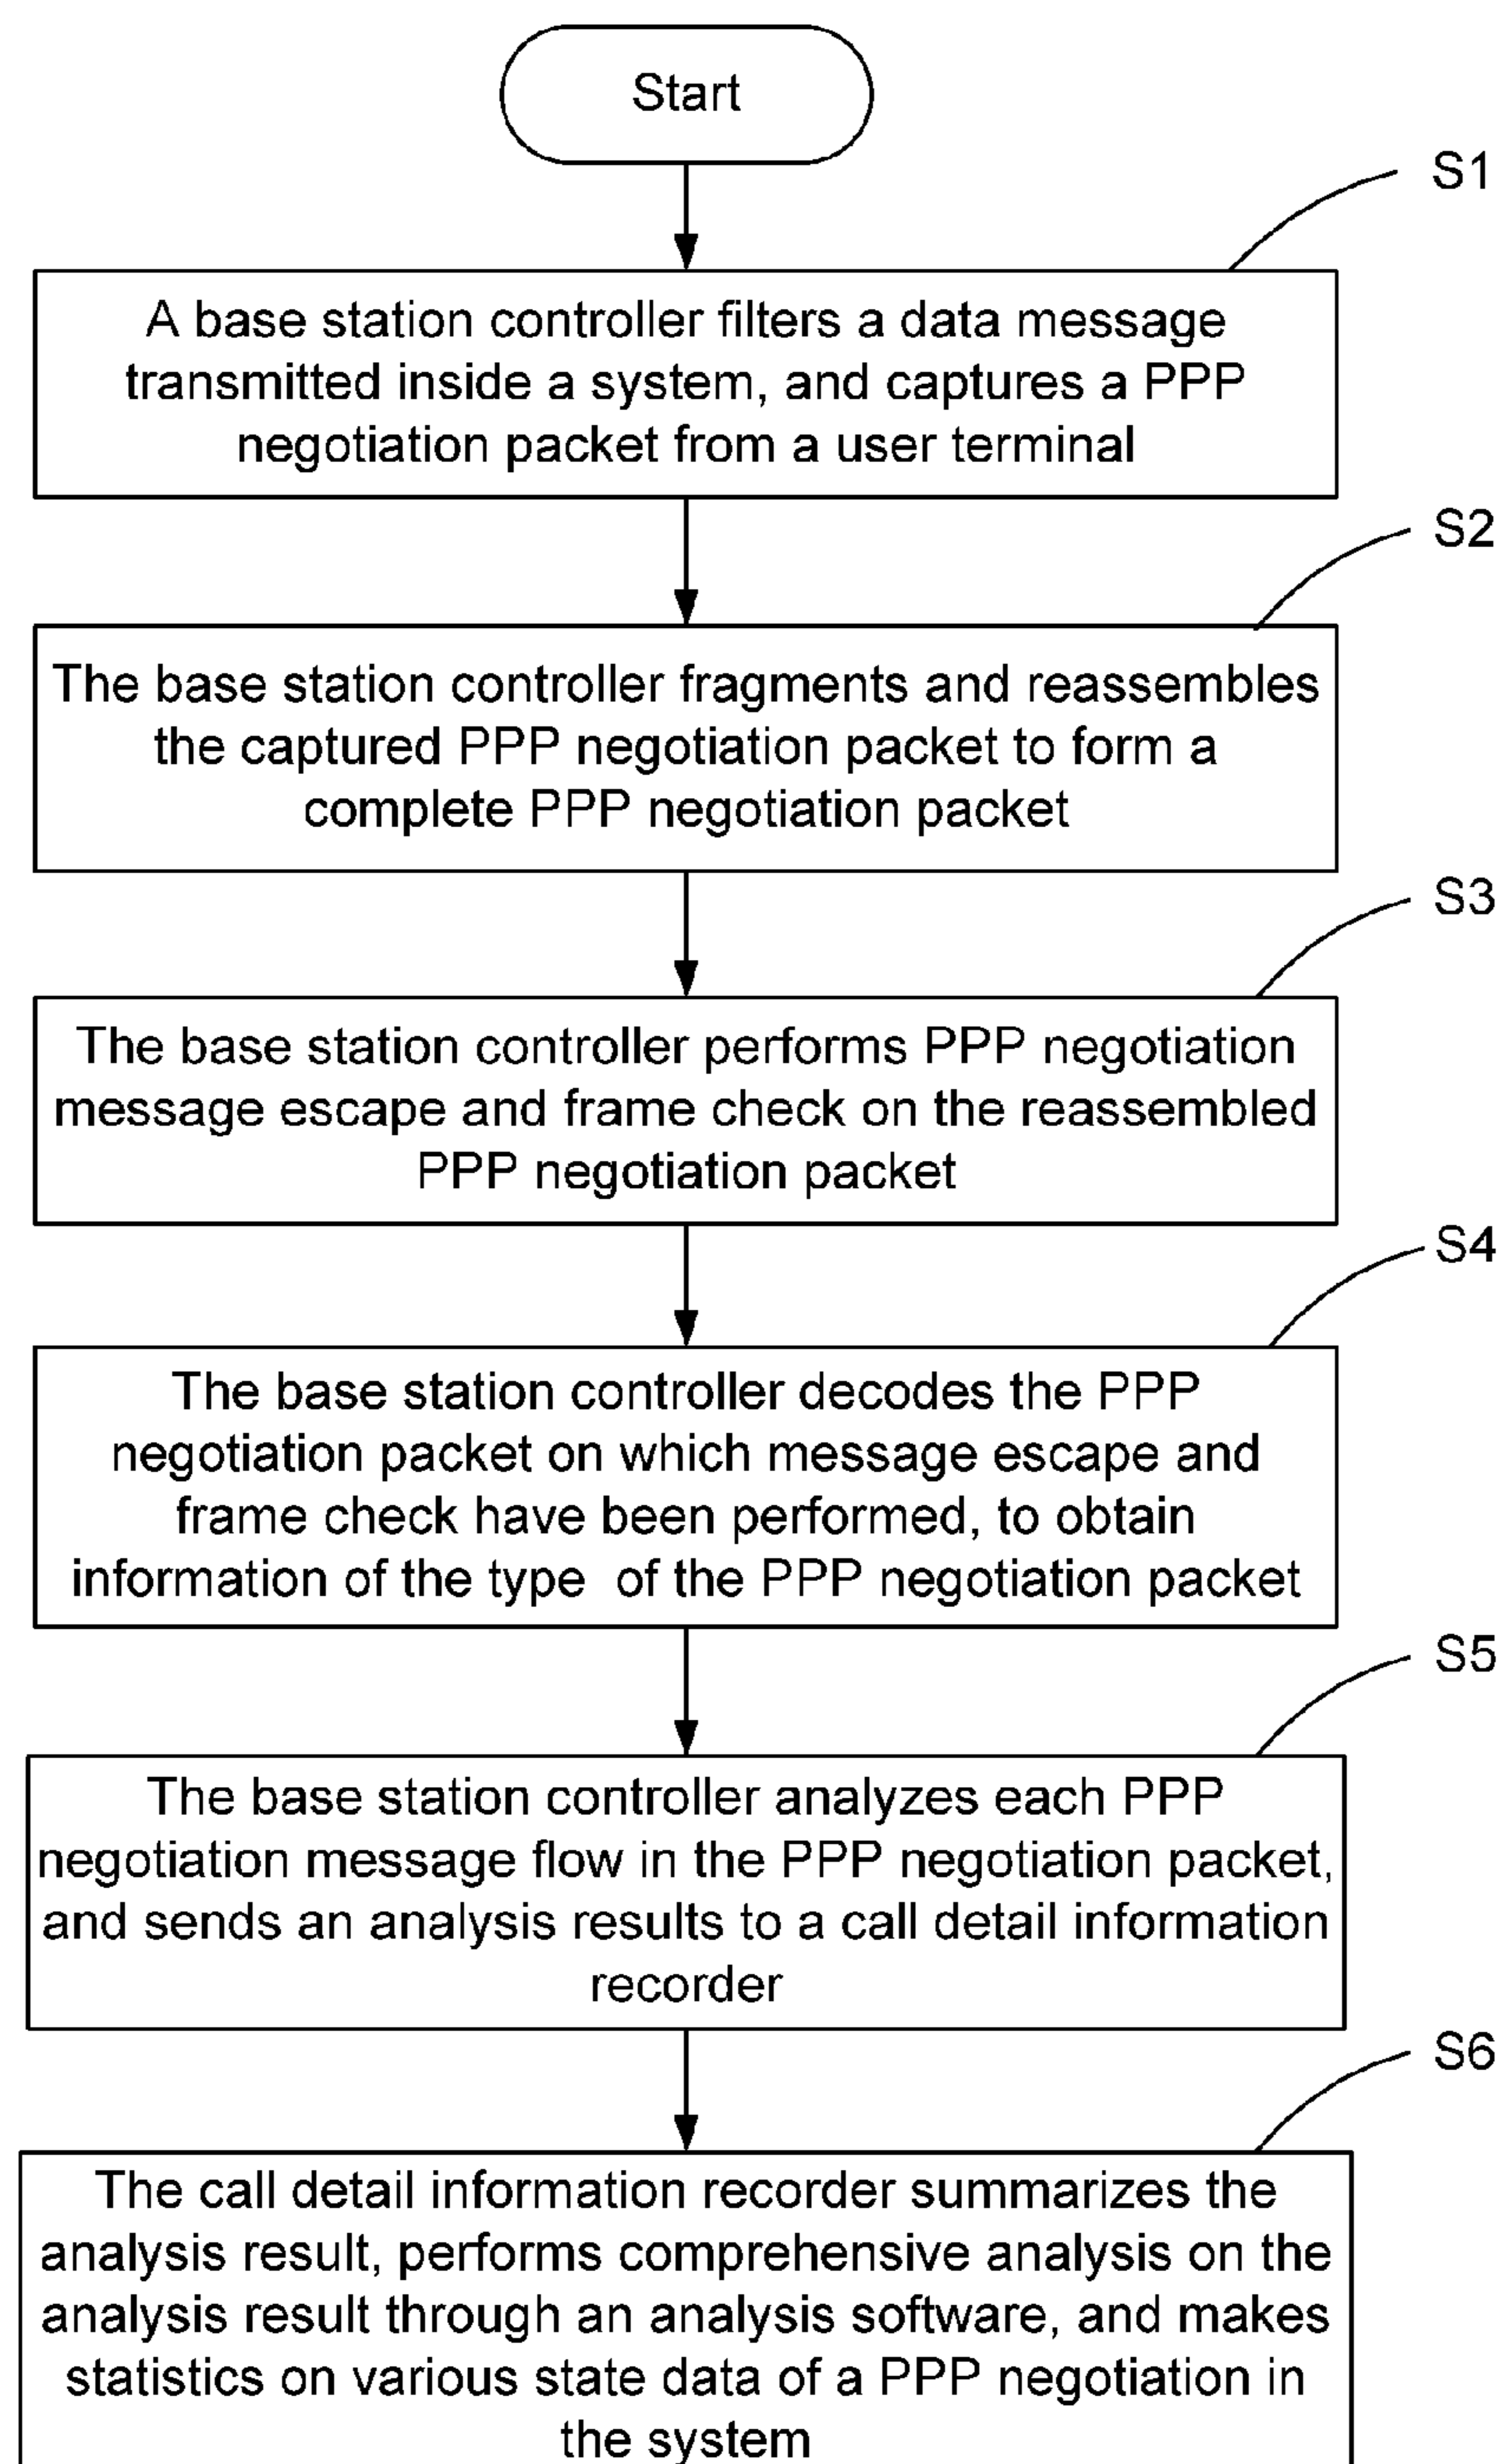 Start
S1
A base station controller filters a data message
transmitted inside a system, and captures a PPP
negotiation packet from a user terminal
S2
The base station controller fragments and reassembles
the captured PPP negotiation packet to form a
complete PPP negotiation packet
S3
The base station controller performs PPP negotiation
message escape and frame check on the reassembled
PPP negotiation packet
S4
The base station controller decodes the PPP
negotiation packet on which message escape and
frame check have been performed, to obtain
information of the type of the PPP negotiation packet
S5
The base station controller analyzes each PPP
negotiation message flow in the PPP negotiation packet,
and sends an analysis results to a call detail information
recorder
S6
The call detail information recorder summarizes the
analysis result, performs comprehensive analysis on the
analysis result through an analysis software, and makes
statistics on various state data of a PPP negotiation in
the system